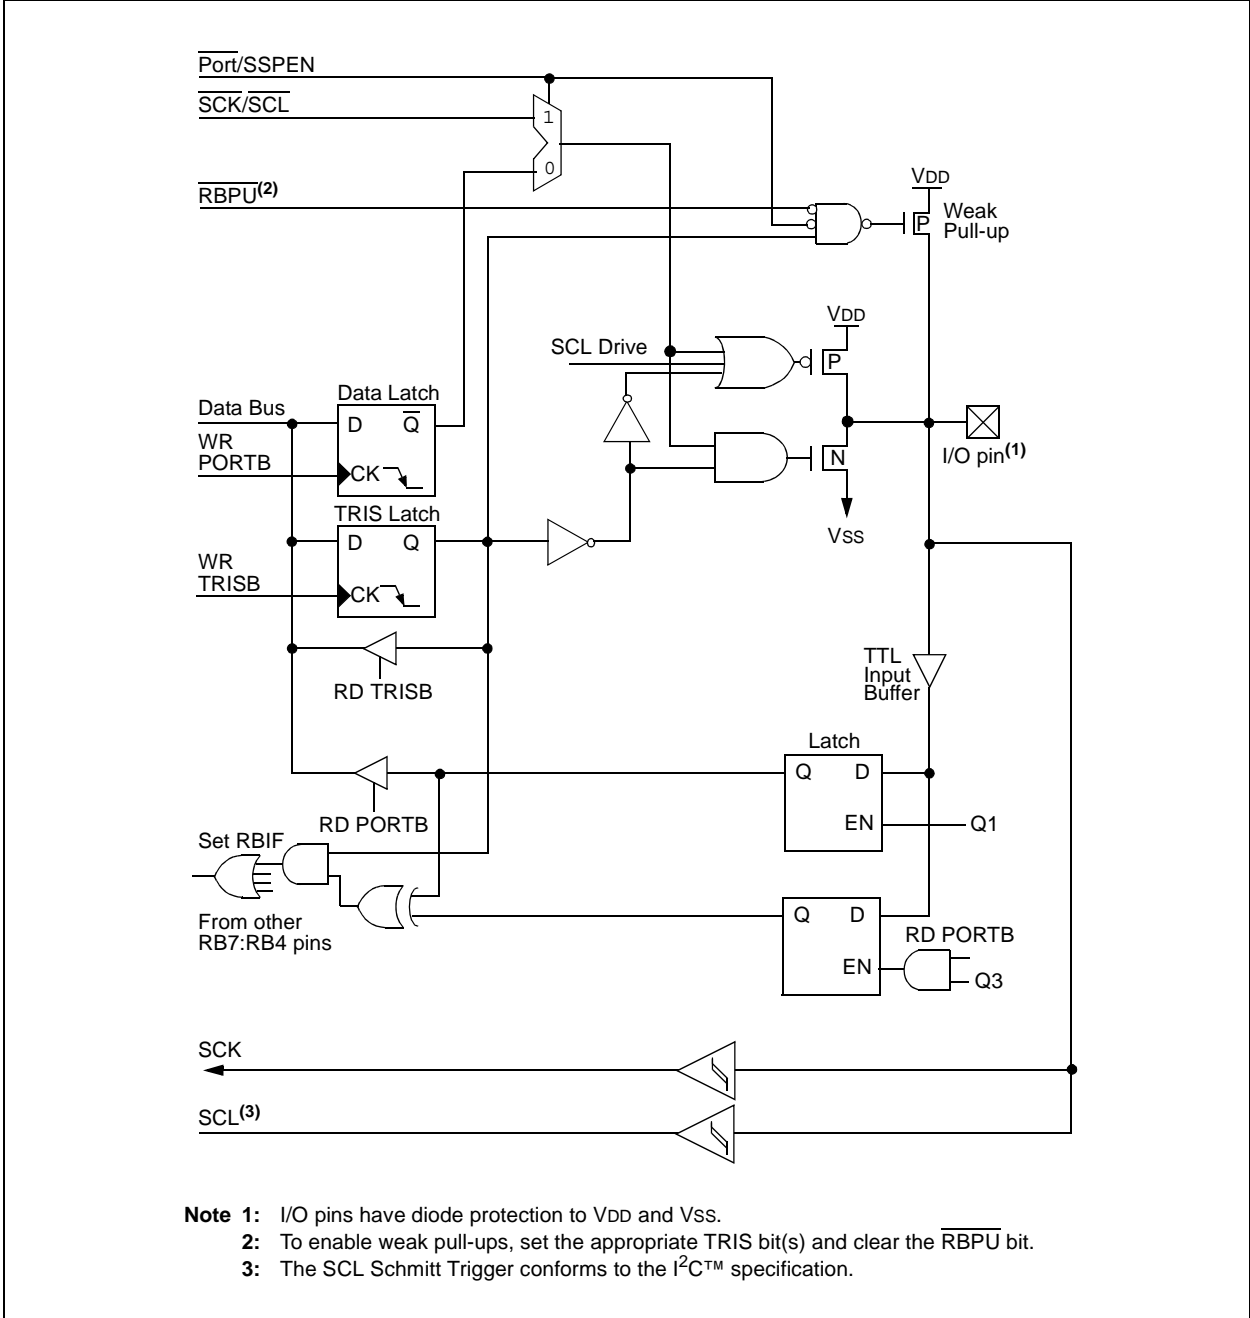 Port/SSPEN
SCK/SCL
1
0
RBPU(2)
VDD
P
Weak
Pull-up
VDD
SCL Drive
P
Data Latch
Data Bus
D Q
WR
PORTB
CK
N
I/O pin(1)
VSS
TRIS Latch
D Q
WR
TRISB
CK
TTL
Input
Buffer
RD TRISB
Latch
Q D
EN
Q1
RD PORTB
Set RBIF
From other
RB7:RB4 pins
Q D
RD PORTB
EN
Q3
SCK
SCL(3)
Note 1: I/O pins have diode protection to VDD and VSS.
2: To enable weak pull-ups, set the appropriate TRIS bit(s) and clear the RBPU bit.
3: The SCL Schmitt Trigger conforms to the I2C™ specification.